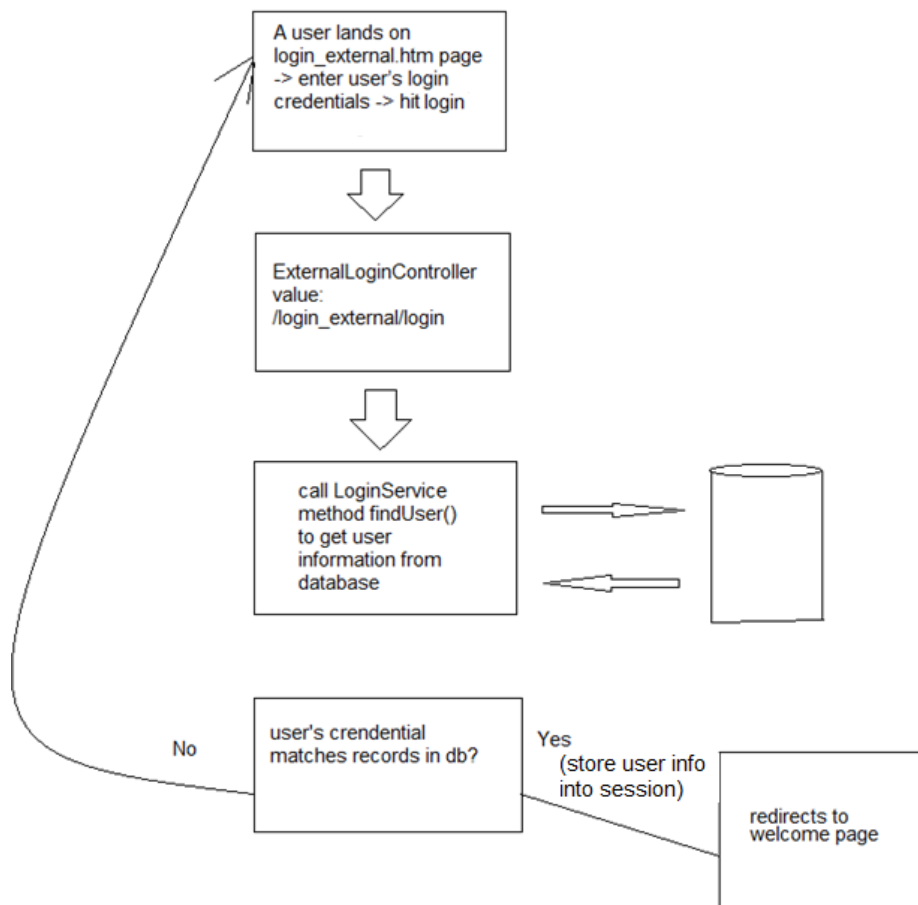 A user lands on
login_external.htm page
-> enter user's login
credentials -> hit login
ExternalLoginController
value:
/login_external/login
call LoginService
method findUser()
to get user
information from
database
user's crendential
matches records in db?
No
Yes
(store user info
into session)
redirects to
welcome page